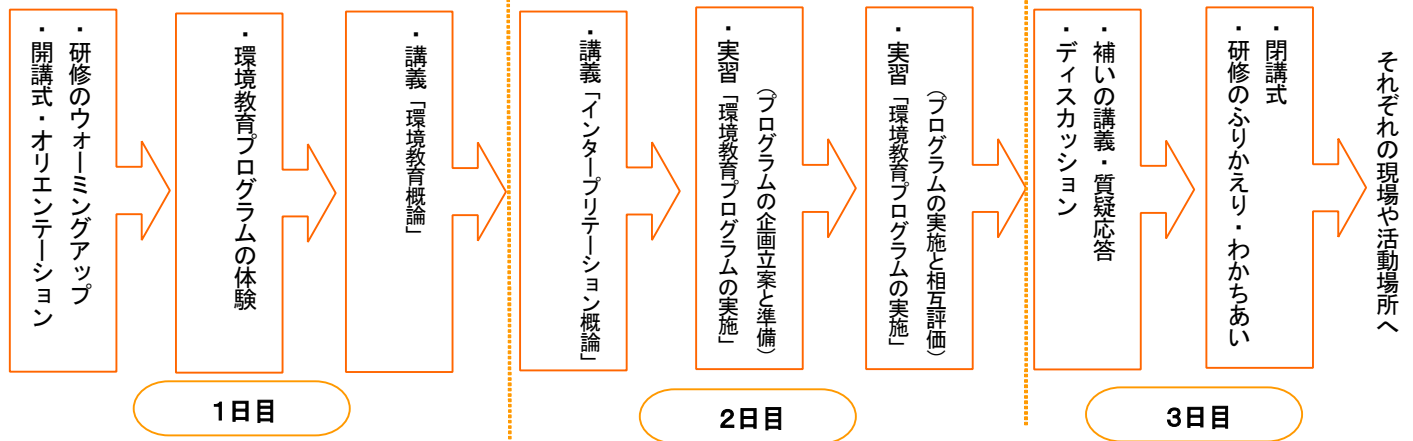 ・開講式・オリエンテーション
・研修のウォーミングアップ
・環境教育プログラムの体験
・講義「環境教育概論」
1日目
・講義「インタープリテーション概論」
・実習「環境教育プログラムの実施」
(プログラムの企画立案と準備)
・実習「環境教育プログラムの実施」
(プログラムの実施と相互評価)
2日目
・ディスカッション
・補いの講義・質疑応答
・研修のふりかえり・わかちあい
・閉講式
3日目
それぞれの現場や活動場所へ